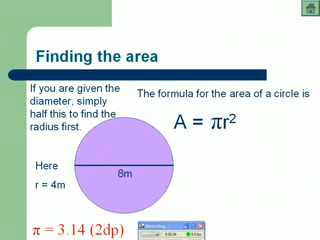 Finding the area
If you are given the
diameter, simply
half this to find the
radius first.
The formula for the area of a circle is
A = πr²
Here
r = 4m
8m
π = 3.14 (2dp)